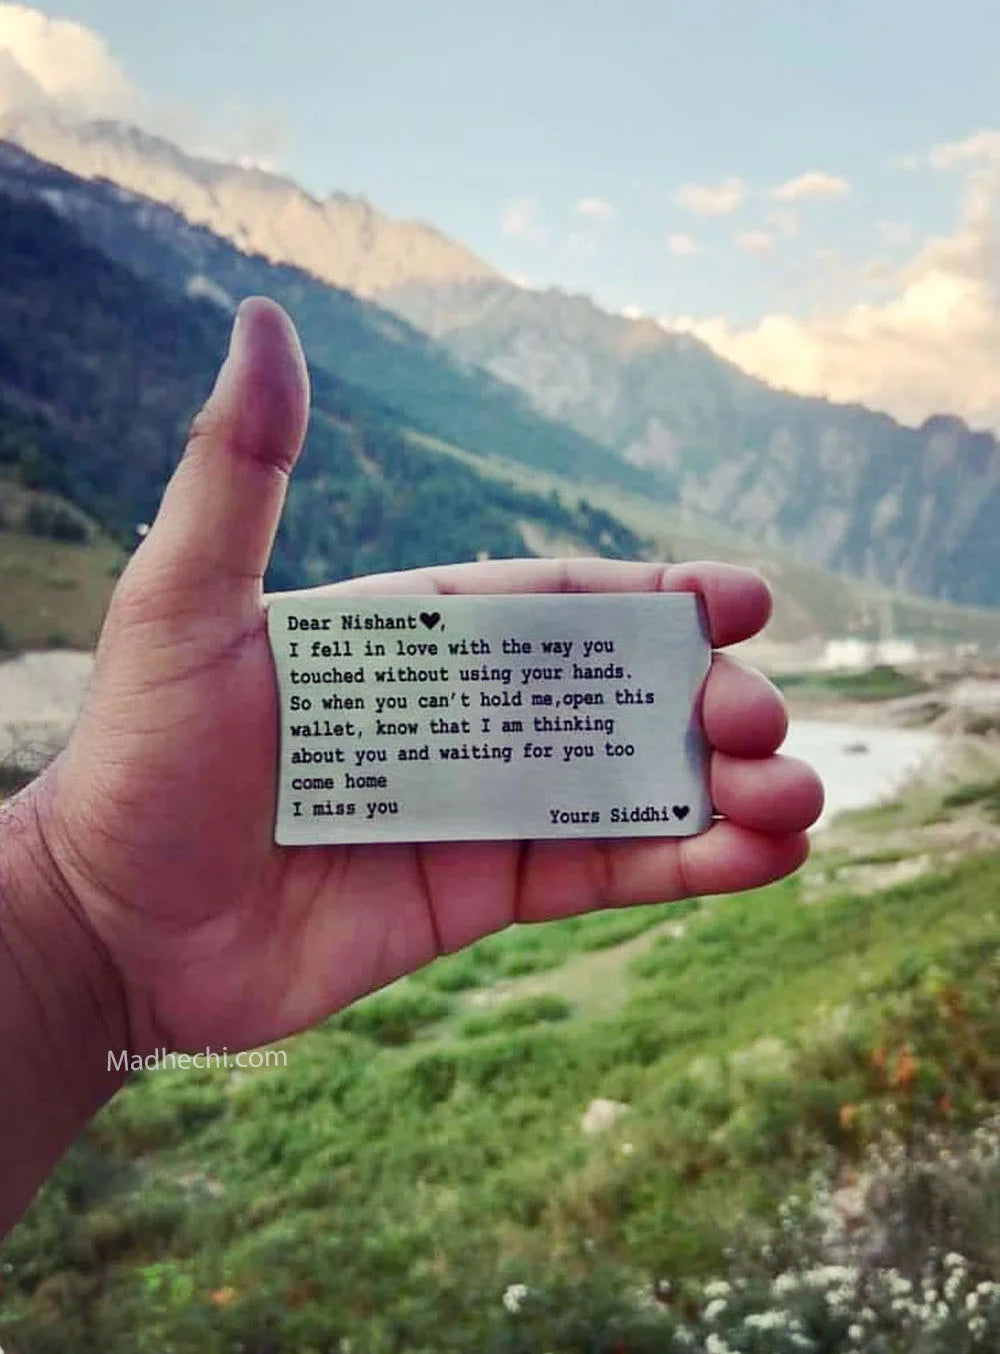 Dear Nishant♥,
I fell in love with the way you
touched without using your hands.
So when you can't hold me,open this
wallet, know that I am thinking
about you and waiting for you too
come home
I miss you
Yours Siddhi♥
Madhechi.com